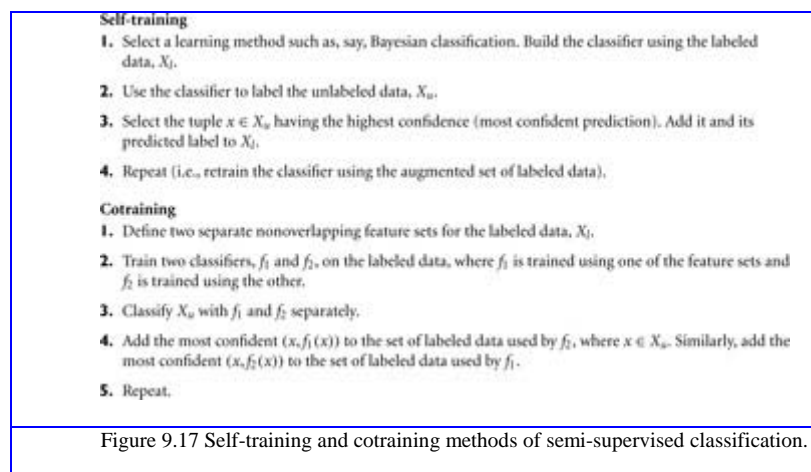 Self-training
1. Select a learning method such as, say, Bayesian classification. Build the classifier using the labeled
data, Xl.
2. Use the classifier to label the unlabeled data, Xu.
3. Select the tuple x ∈ Xu having the highest confidence (most confident prediction). Add it and its
predicted label to Xl.
4. Repeat (i.e., retrain the classifier using the augmented set of labeled data).
Cotraining
1. Define two separate nonoverlapping feature sets for the labeled data, Xl.
2. Train two classifiers, f1 and f2, on the labeled data, where f1 is trained using one of the feature sets and
f2 is trained using the other.
3. Classify Xu with f1 and f2 separately.
4. Add the most confident (x, f1(x)) to the set of labeled data used by f2, where x ∈ Xu. Similarly, add the
most confident (x, f2(x)) to the set of labeled data used by f1.
5. Repeat.
Figure 9.17 Self-training and cotraining methods of semi-supervised classification.